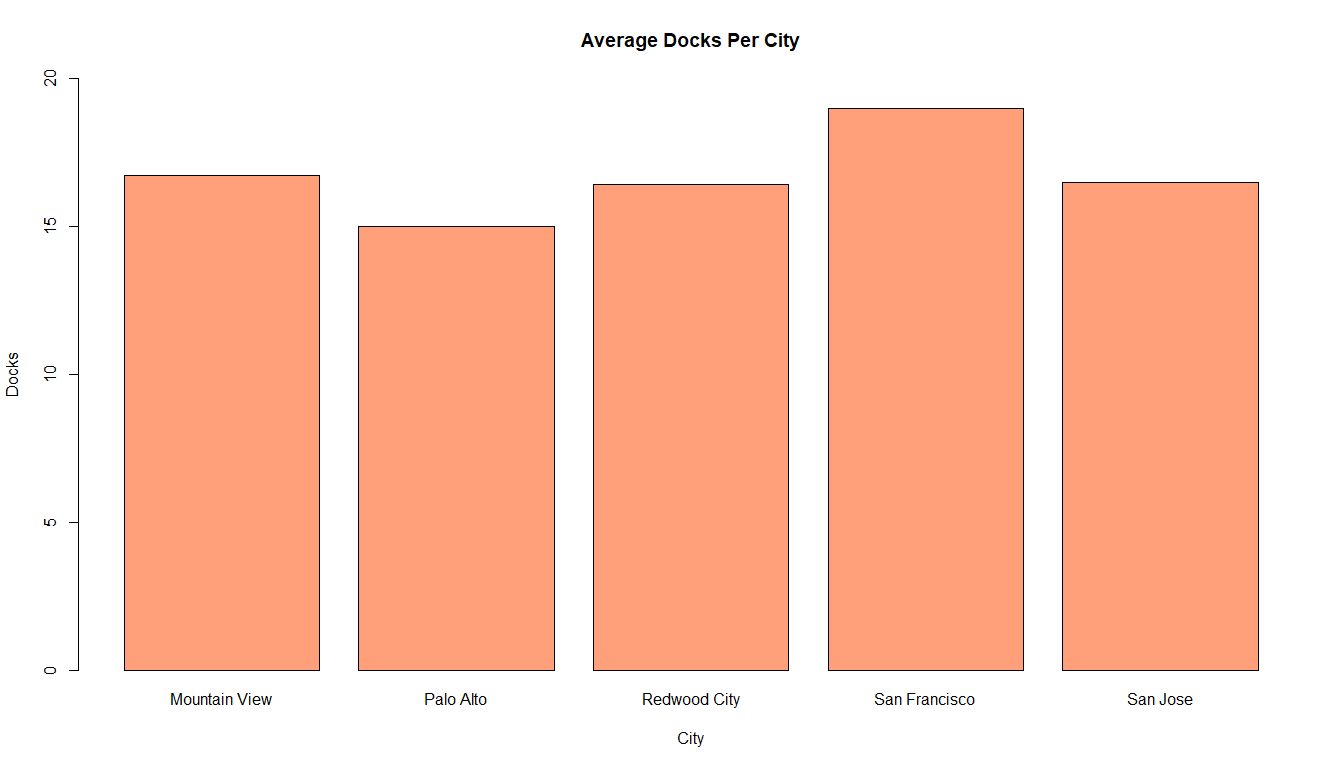 Average Docks Per City
20
15
10
5
0
Docks
Mountain View Palo Alto Redwood City San Francisco San Jose
City